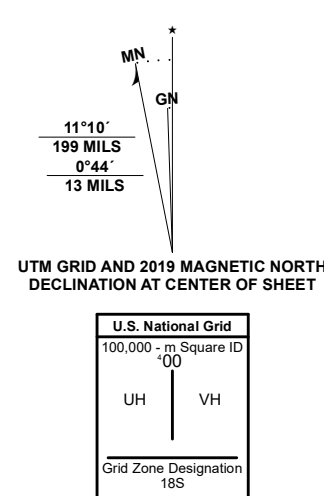 ★
MN
GN
11°10´
199 MILS
0°44´
13 MILS
UTM GRID AND 2019 MAGNETIC NORTH
DECLINATION AT CENTER OF SHEET
U.S. National Grid
100,000 - m Square ID
⁴00
UH VH
Grid Zone Designation
18S